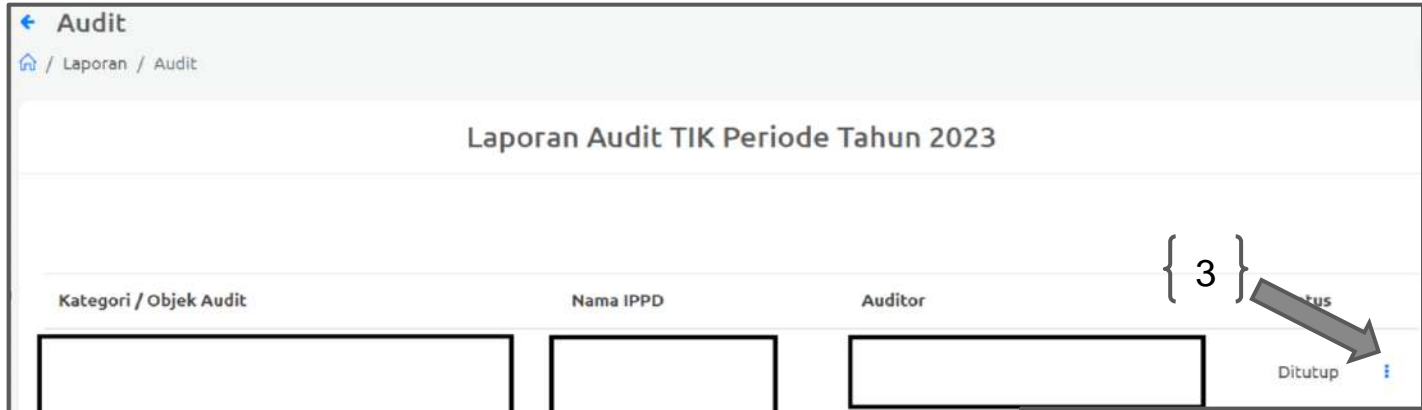 Audit
/ Laporan / Audit
Laporan Audit TIK Periode Tahun 2023
3
Kategori / Objek Audit Nama IPPD Auditor
Ditutup